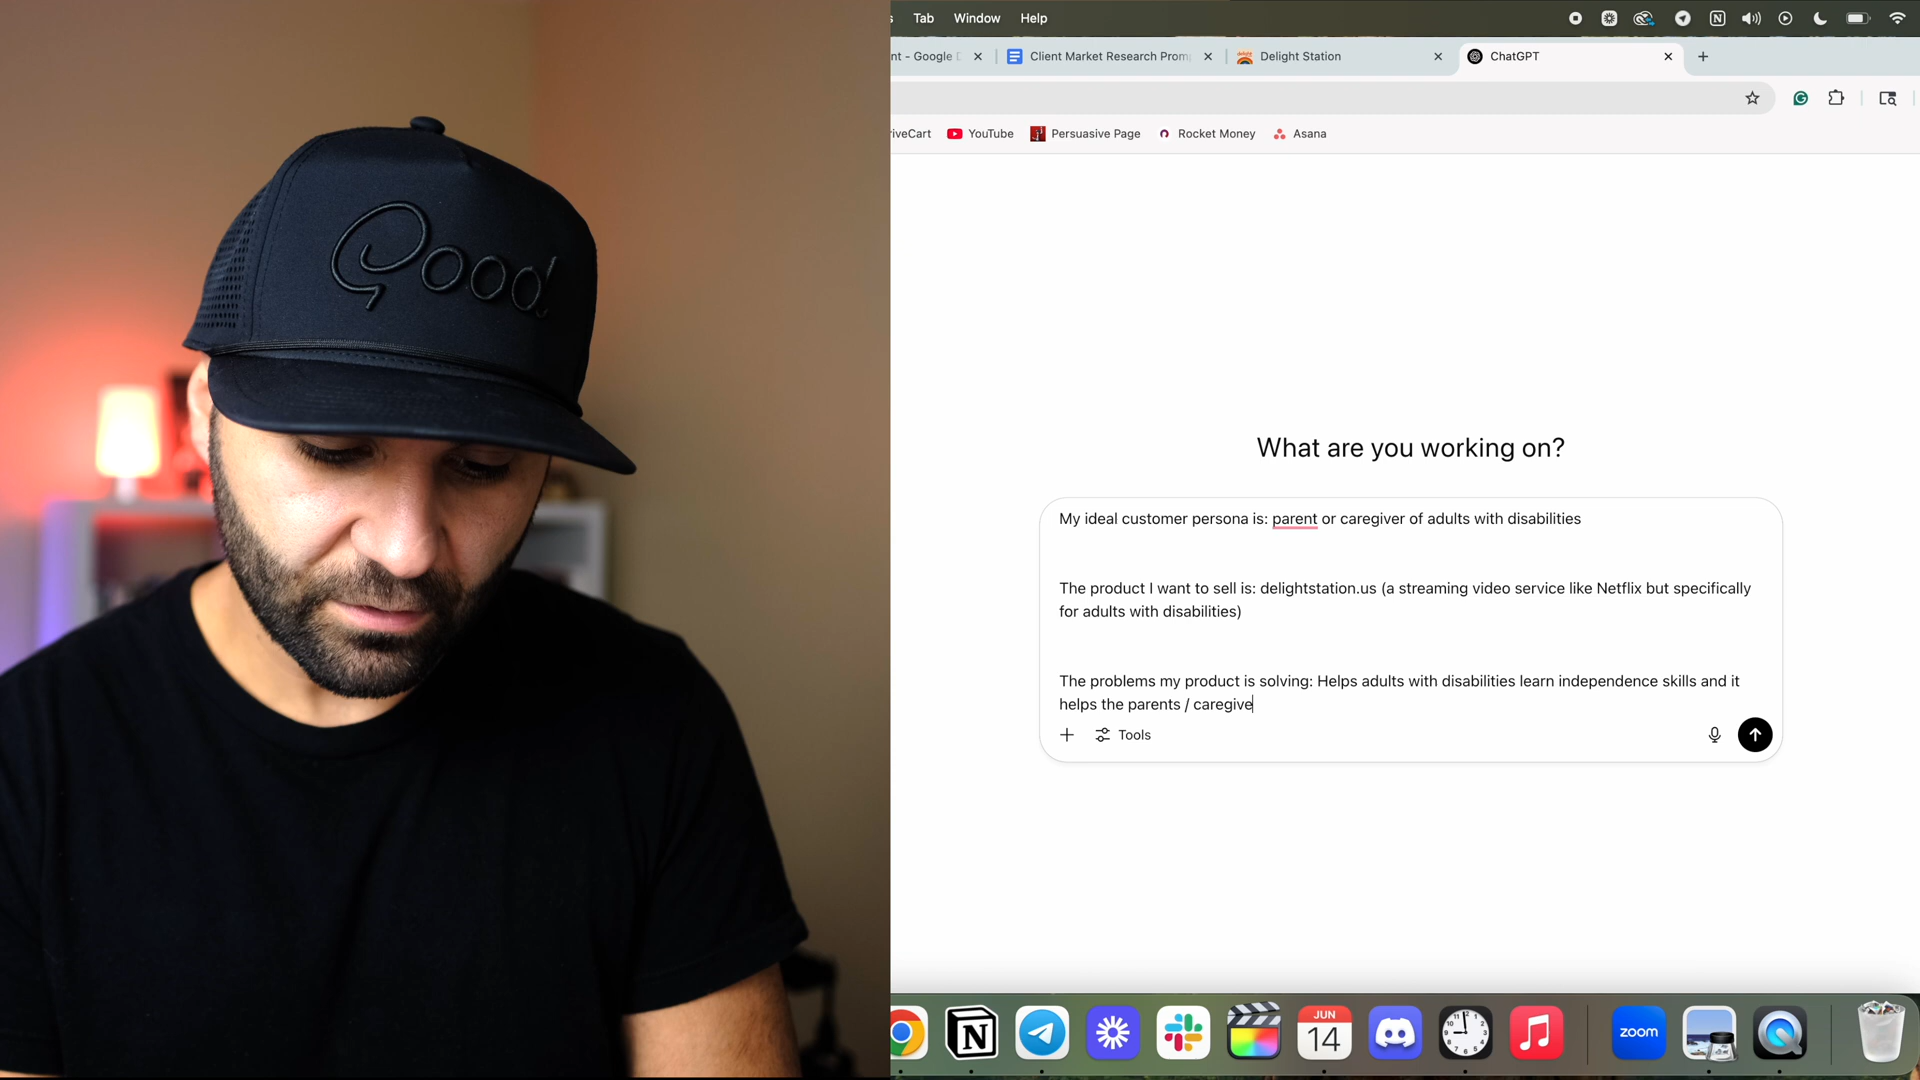 Good.
Tab Window Help
nt - Google D
Client Market Research Prom
Delight Station
ChatGPT
riveCart
YouTube
Persuasive Page
Rocket Money
Asana
What are you working on?
My ideal customer persona is: parent or caregiver of adults with disabilities
The product I want to sell is: delightstation.us (a streaming video service like Netflix but specifically
for adults with disabilities)
The problems my product is solving: Helps adults with disabilities learn independence skills and it
helps the parents / caregive
Tools
JUN
14
zoom